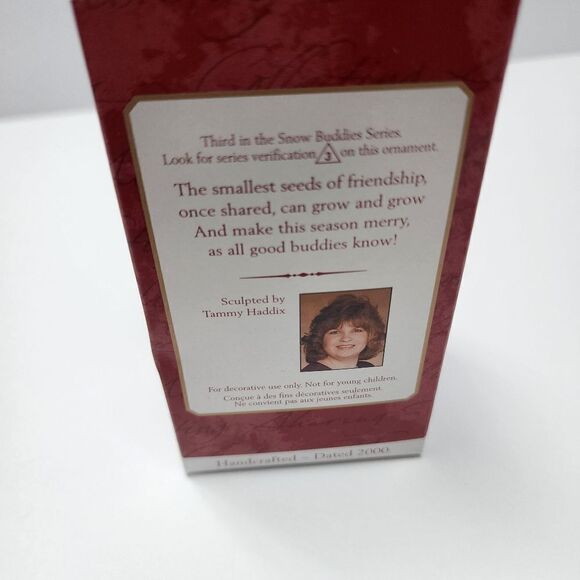 Third in the Snow Buddies Series.
Look for series verification 3 on this ornament.
The smallest seeds of friendship,
once shared, can grow and grow
And make this season merry,
as all good buddies know!
Sculpted by
Tammy Haddix
For decorative use only. Not for young children.
Conçue à des fins décoratives seulement.
Ne convient pas aux jeunes enfants.
Handcrafted ~ Dated 2000